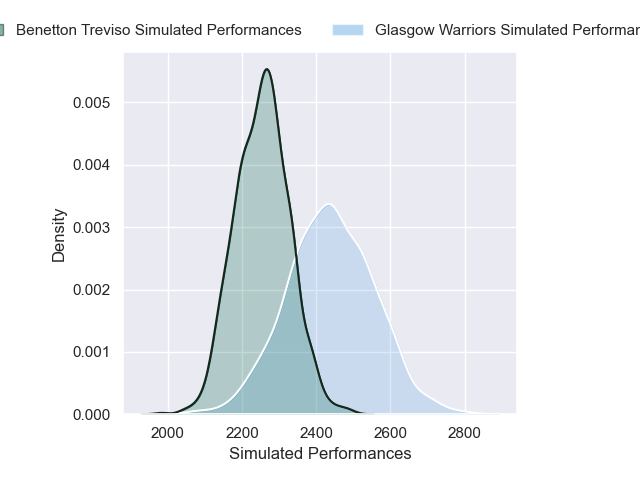 Benetton Treviso Simulated Performances
Glasgow Warriors Simulated
0.005
0.004
0.003
0.002
0.001
0.000
Density
2000 2200 2400 2600 2800
Simulated Performances